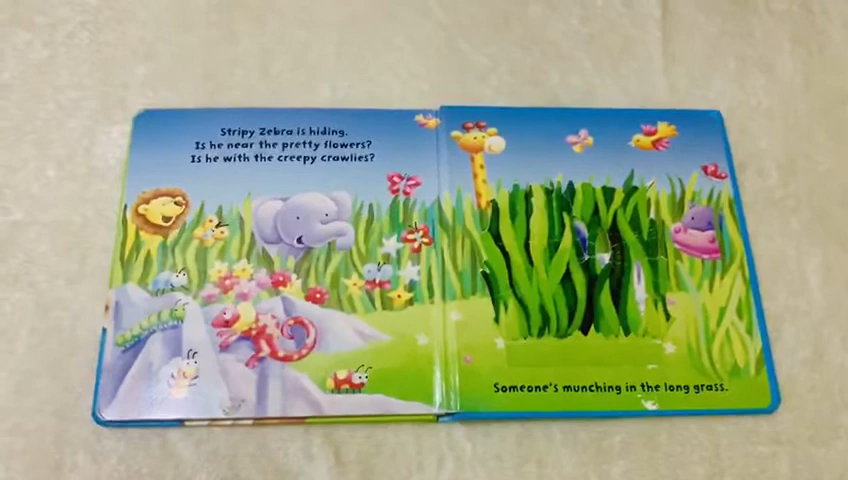 Stripy Zebra is hiding.
Is he near the pretty flowers?
Is he with the creepy crawlies?
Someone's munching in the long grass.